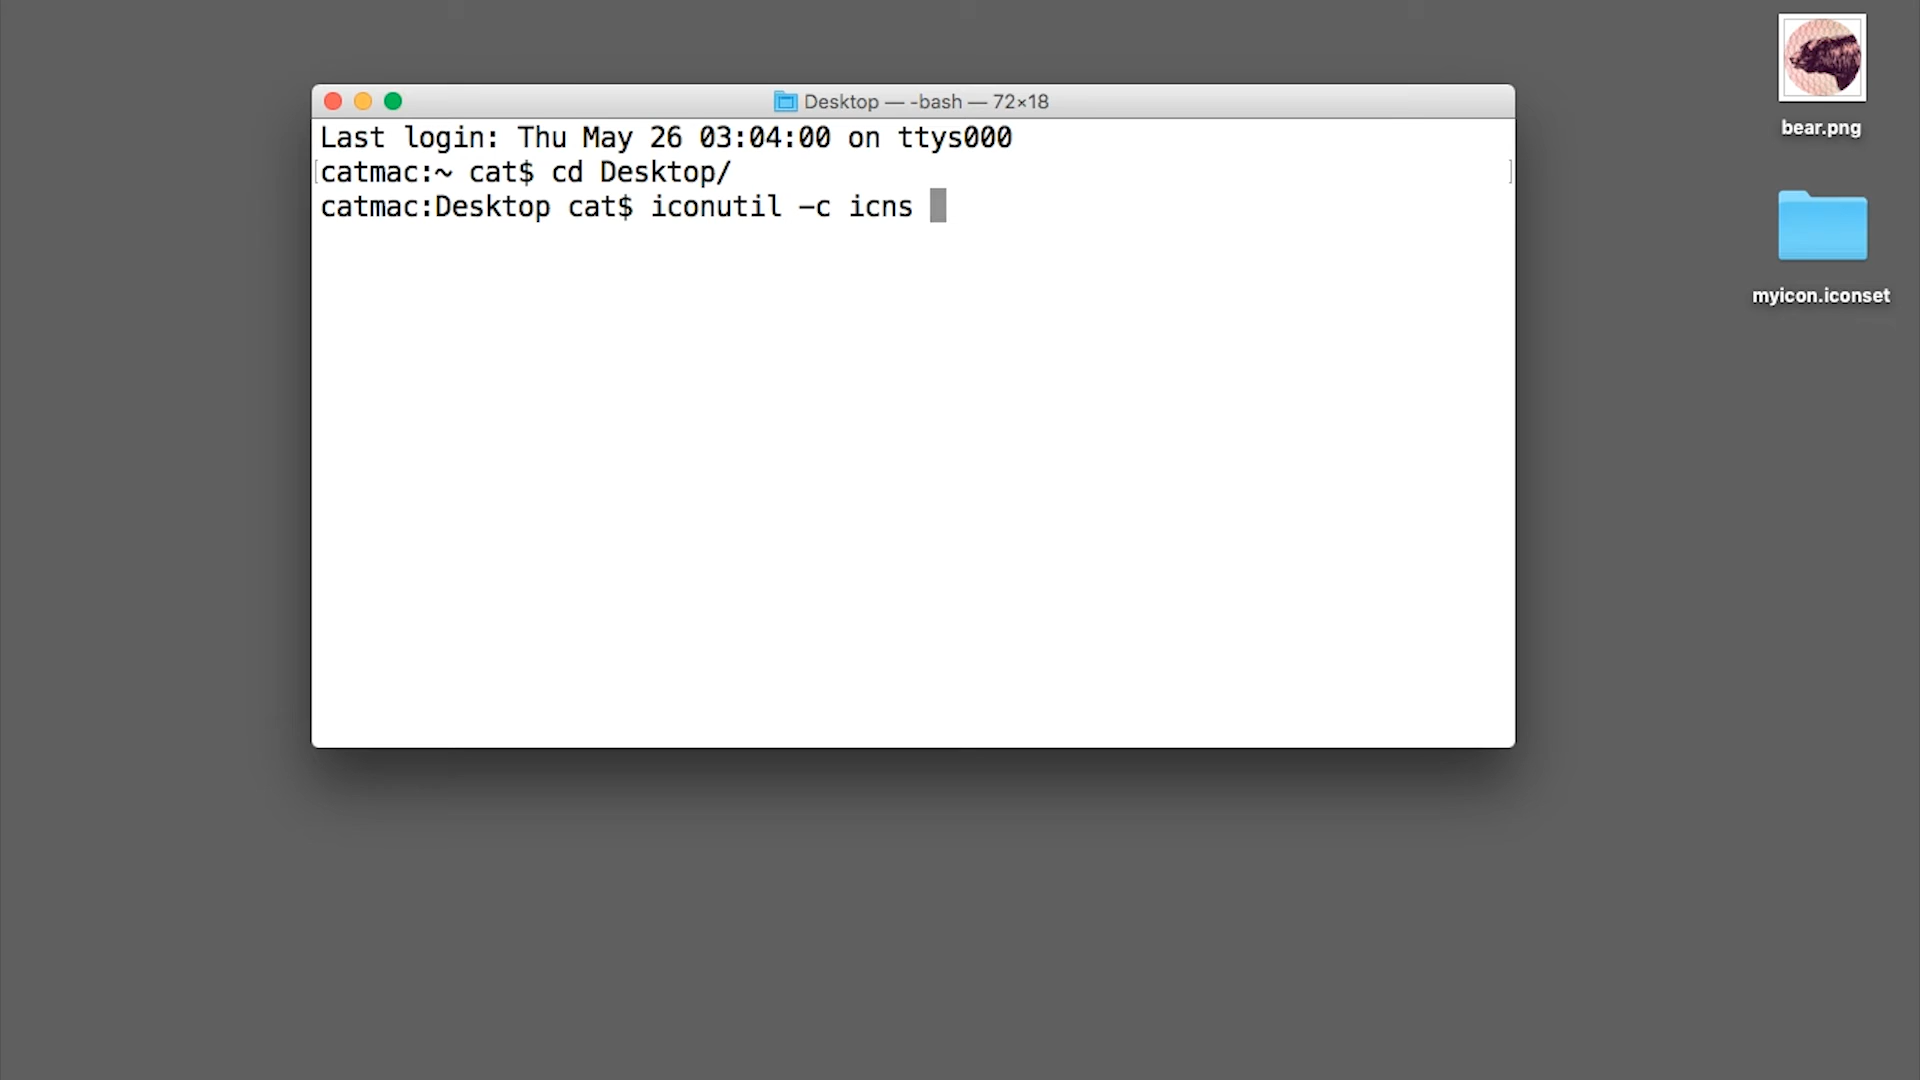 Desktop — -bash — 72×18
Last login: Thu May 26 03:04:00 on ttys000
catmac:~ cat$ cd Desktop/
catmac:Desktop cat$ iconutil -c icns
bear.png
myicon.iconset